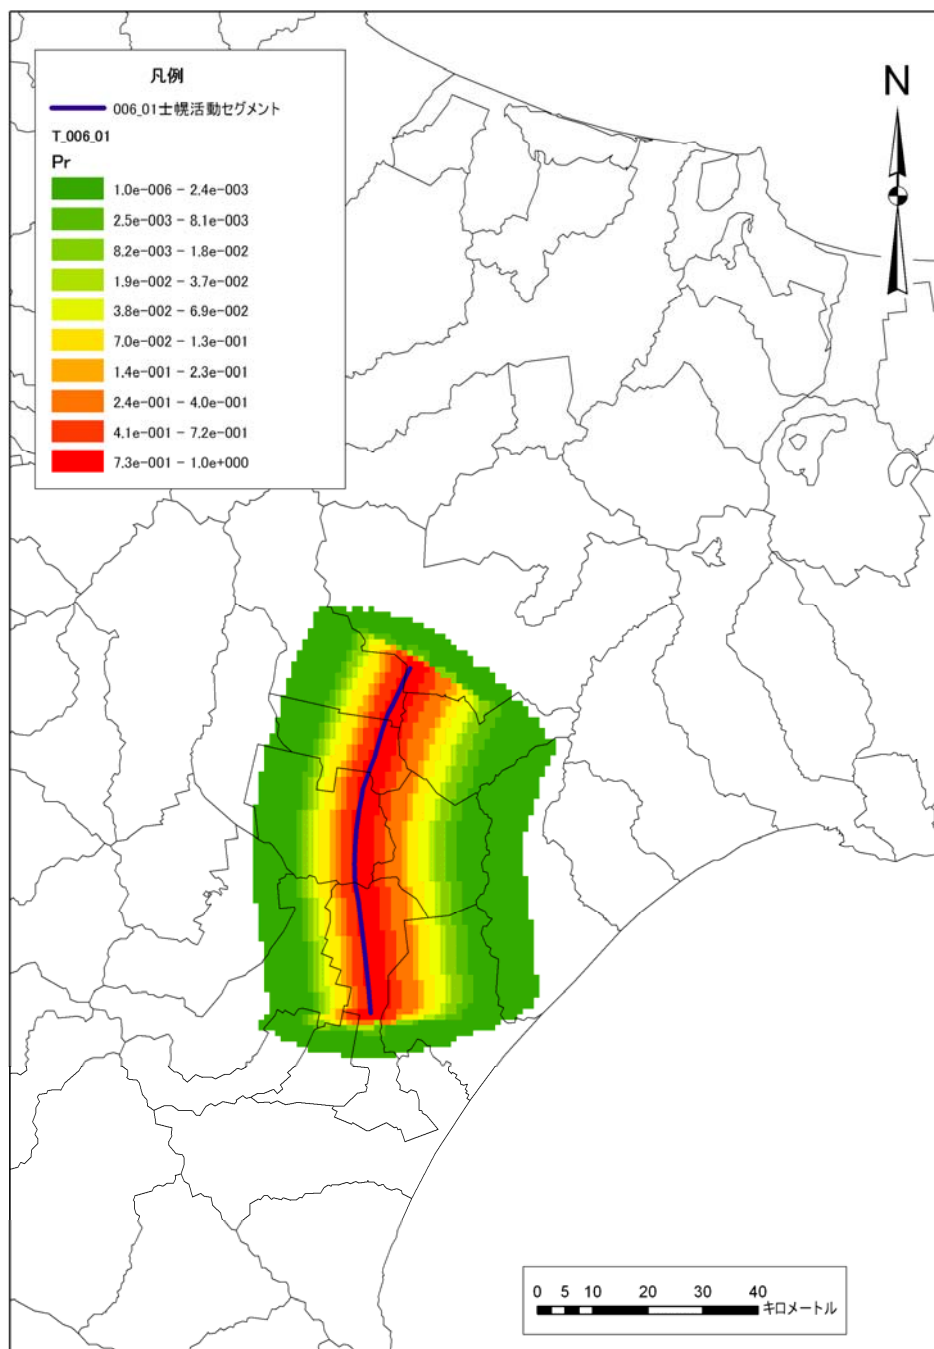 凡例
006_01士幌活動セグメント
T_006_01
Pr
1.0e-006 - 2.4e-003
2.5e-003 - 8.1e-003
8.2e-003 - 1.8e-002
1.9e-002 - 3.7e-002
3.8e-002 - 6.9e-002
7.0e-002 - 1.3e-001
1.4e-001 - 2.3e-001
2.4e-001 - 4.0e-001
4.1e-001 - 7.2e-001
7.3e-001 - 1.0e+000
N
0 5 10 20 30 40
キロメートル